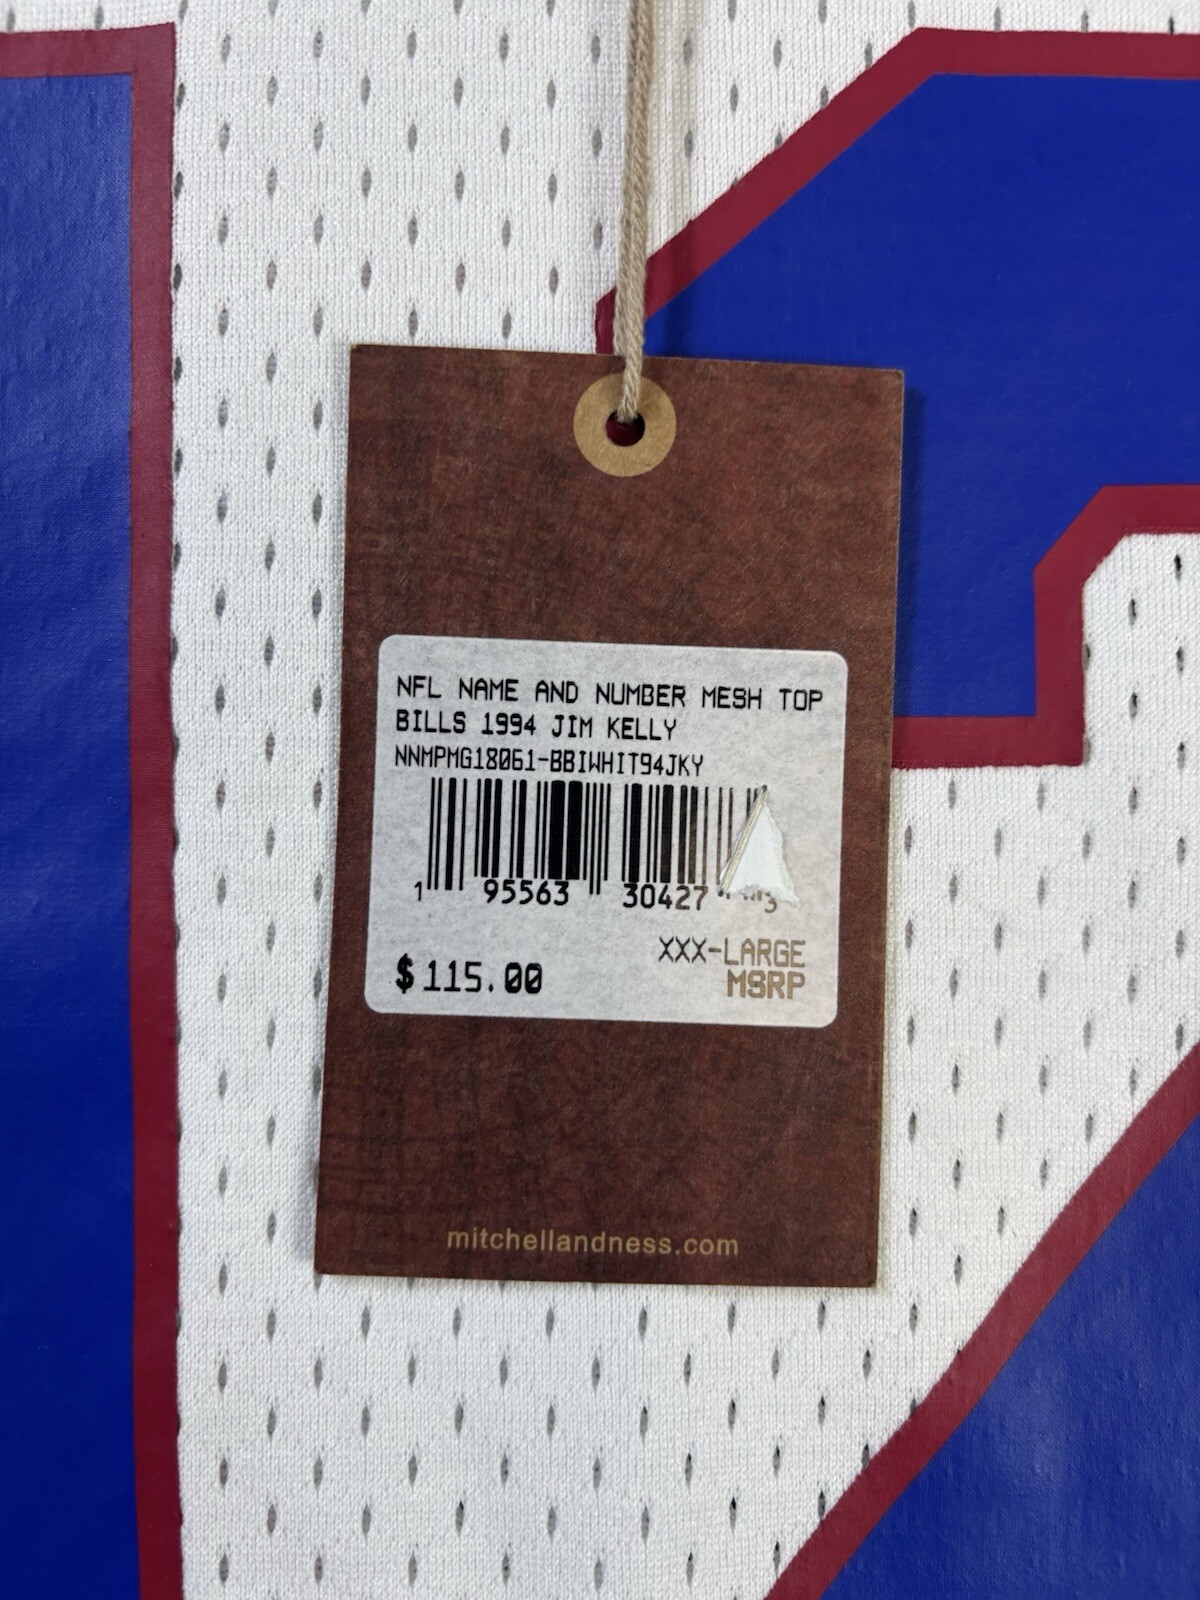 NFL NAME AND NUMBER MESH TOP
BILLS 1994 JIM KELLY
NNMPMG18061-BBIWHIT94JKY
1 95563 30427 3
XXX-LARGE
$115.00 MSRP
mitchellandness.com